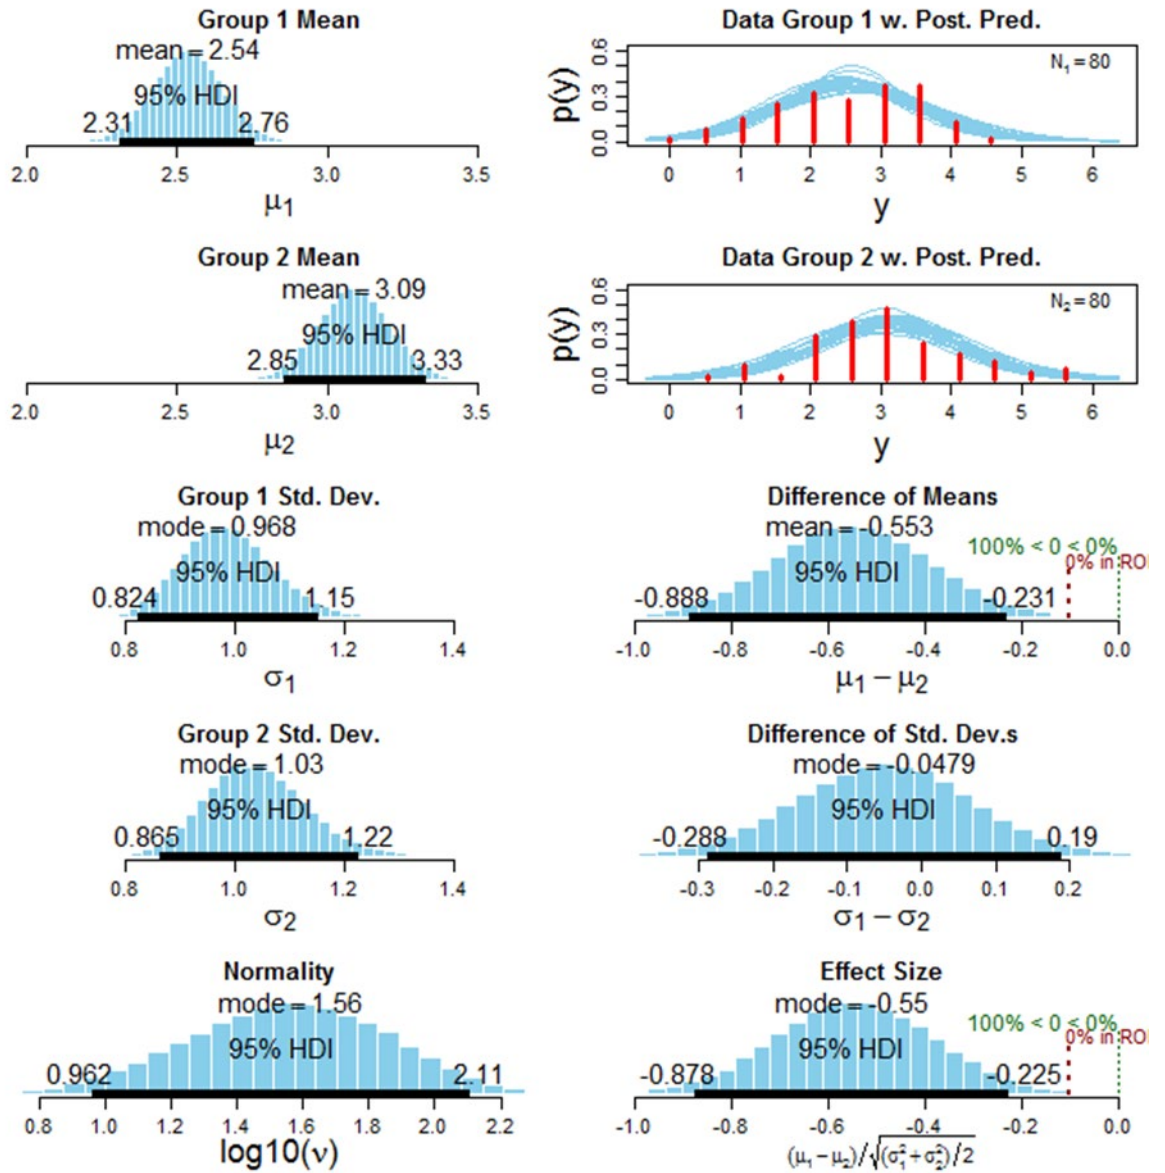 Group 1 Mean
mean = 2.54
95% HDI
2.31 2.76
2.0 2.5 3.0 3.5
μ1
Data Group 1 w. Post. Pred.
N1 = 80
p(y)
0.0 0.3 0.6
0 1 2 3 4 5 6
y
Group 2 Mean
mean = 3.09
95% HDI
2.85 3.33
2.0 2.5 3.0 3.5
μ2
Data Group 2 w. Post. Pred.
N2 = 80
p(y)
0.0 0.3 0.6
0 1 2 3 4 5 6
y
Group 1 Std. Dev.
mode = 0.968
95% HDI
0.824 1.15
0.8 1.0 1.2 1.4
σ1
Difference of Means
mean = -0.553
100% < 0 < 0%
0% in RO
95% HDI
-0.888 -0.231
-1.0 -0.8 -0.6 -0.4 -0.2 0.0
μ1 − μ2
Group 2 Std. Dev.
mode = 1.03
95% HDI
0.865 1.22
0.8 1.0 1.2 1.4
σ2
Difference of Std. Dev.s
mode = -0.0479
95% HDI
-0.288 0.19
-0.3 -0.2 -0.1 0.0 0.1 0.2
σ1 − σ2
Normality
mode = 1.56
95% HDI
0.962 2.11
0.8 1.0 1.2 1.4 1.6 1.8 2.0 2.2
log10(ν)
Effect Size
mode = -0.55
100% < 0 < 0%
0% in RO
95% HDI
-0.878 -0.225
-1.0 -0.8 -0.6 -0.4 -0.2 0.0
(μ1 − μ2)/√(σ1² + σ2²)/2